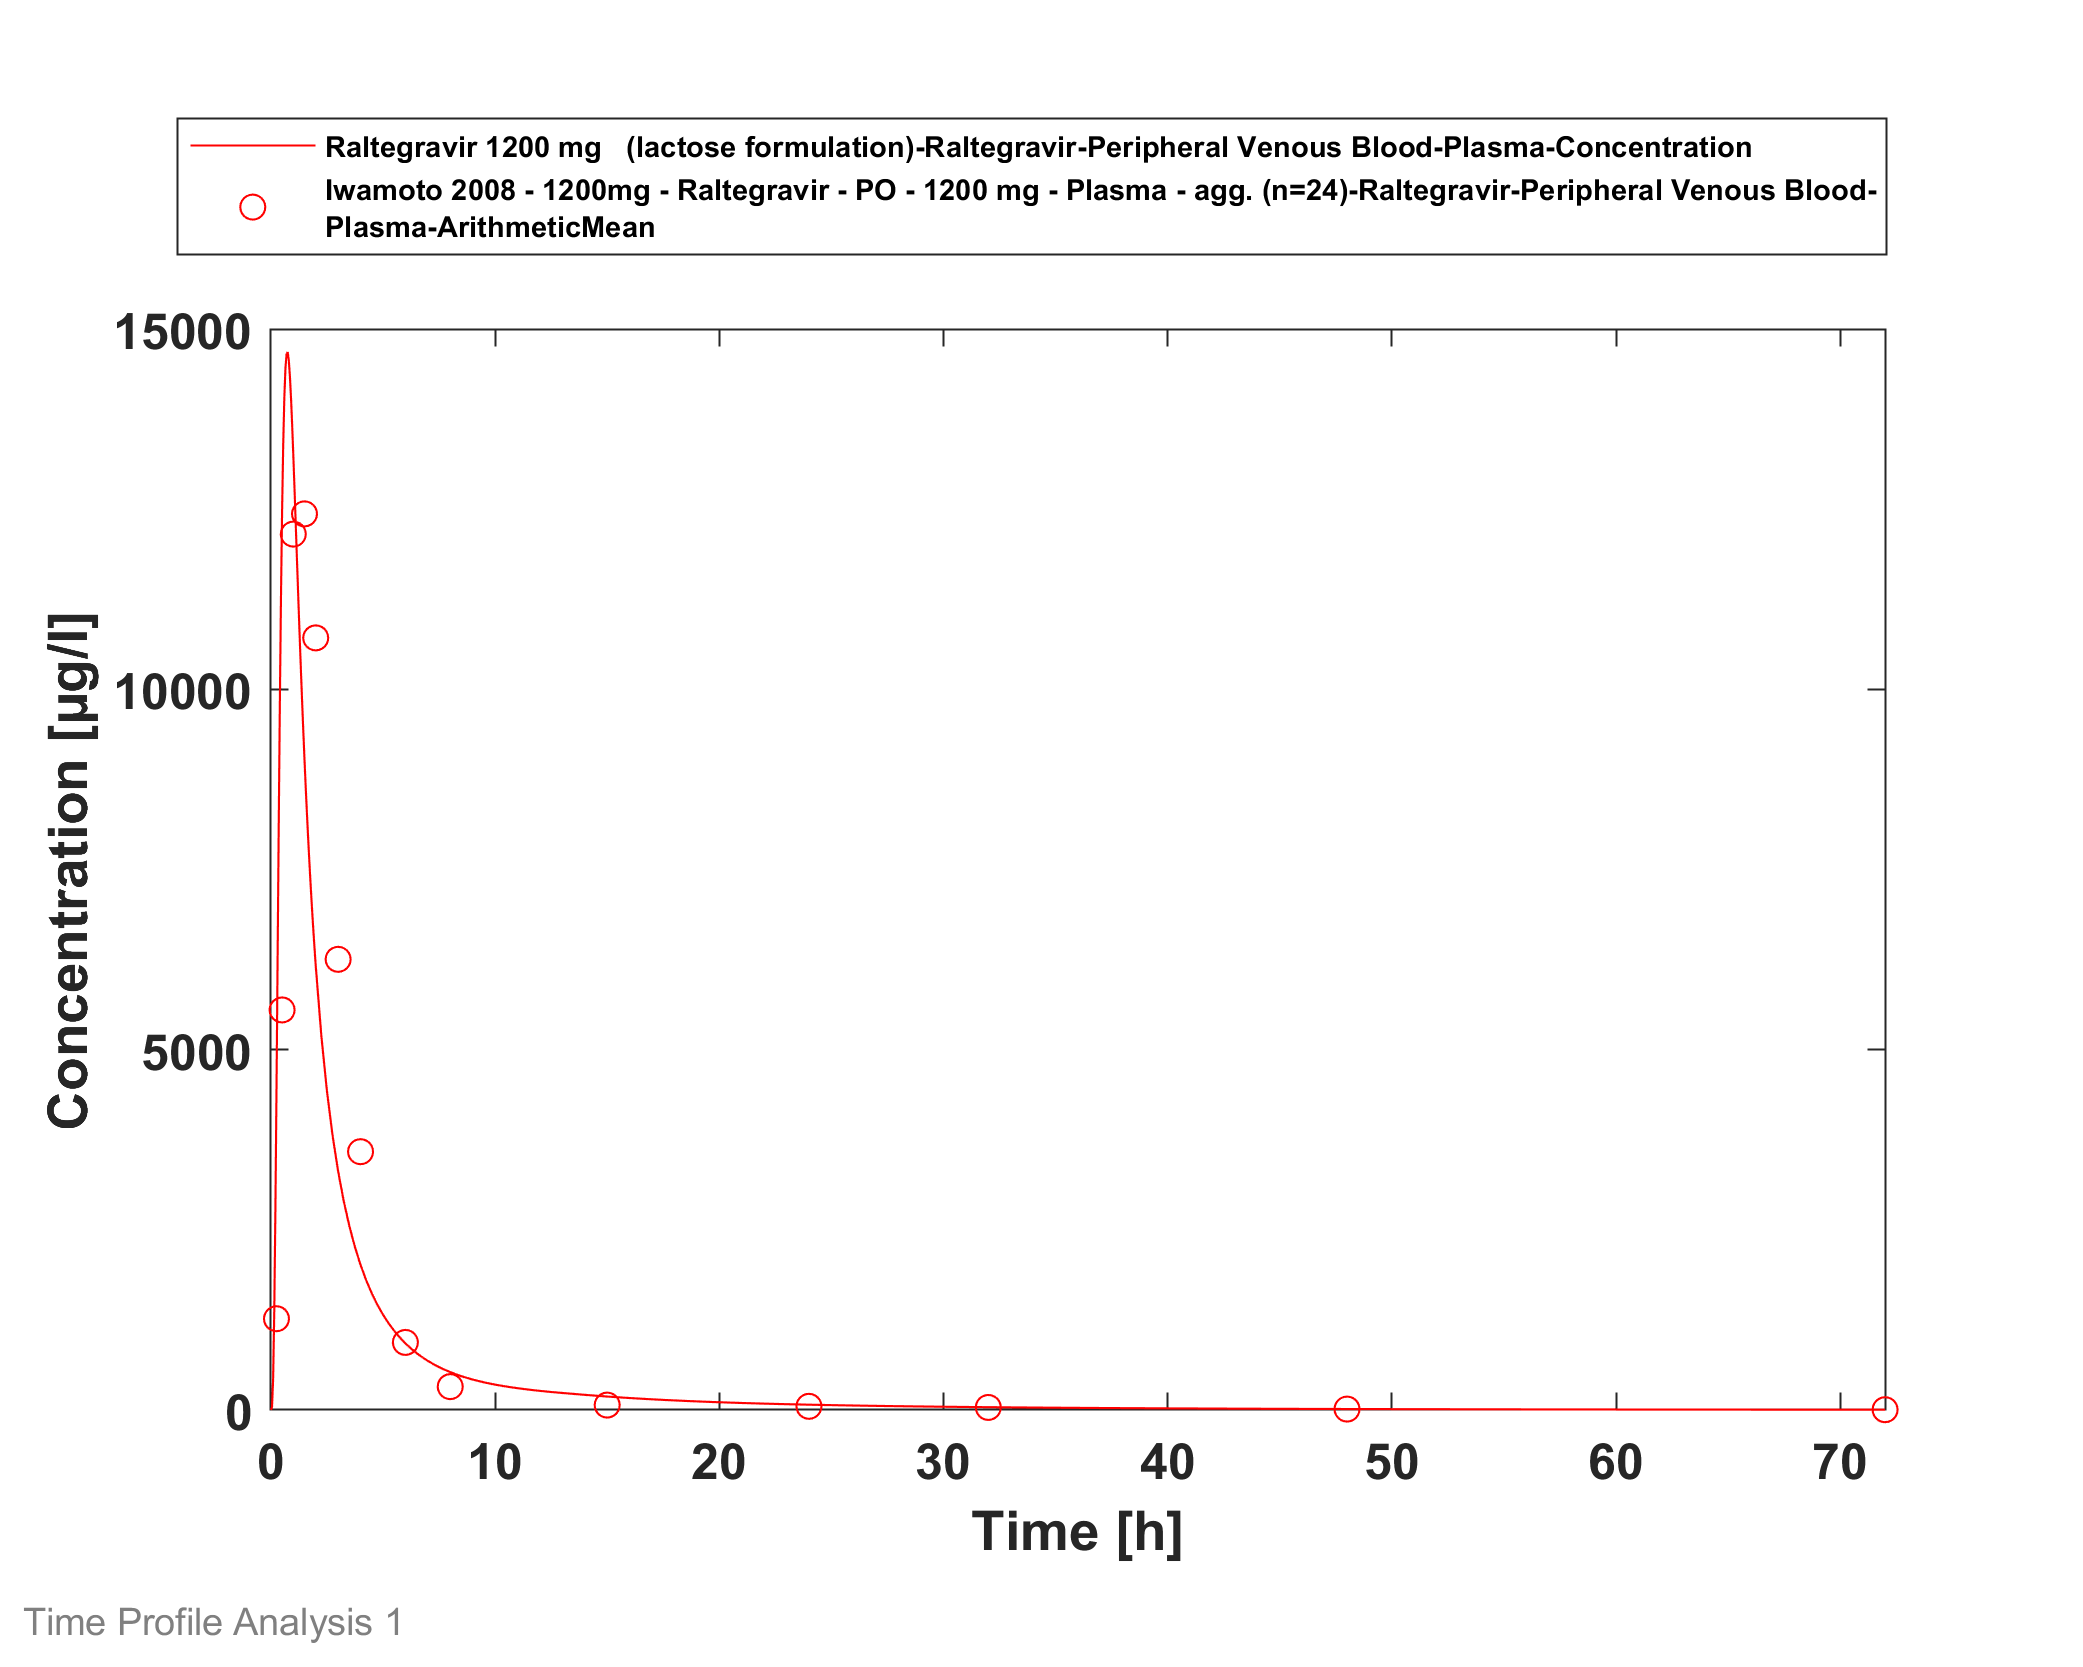 Raltegravir 1200 mg   (lactose formulation)-Raltegravir-Peripheral Venous Blood-Plasma-Concentration
Iwamoto 2008 - 1200mg - Raltegravir - PO - 1200 mg - Plasma - agg. (n=24)-Raltegravir-Peripheral Venous Blood-
Plasma-ArithmeticMean
15000
10000
5000
0
Concentration [µg/l]
0 10 20 30 40 50 60 70
Time [h]
Time Profile Analysis 1